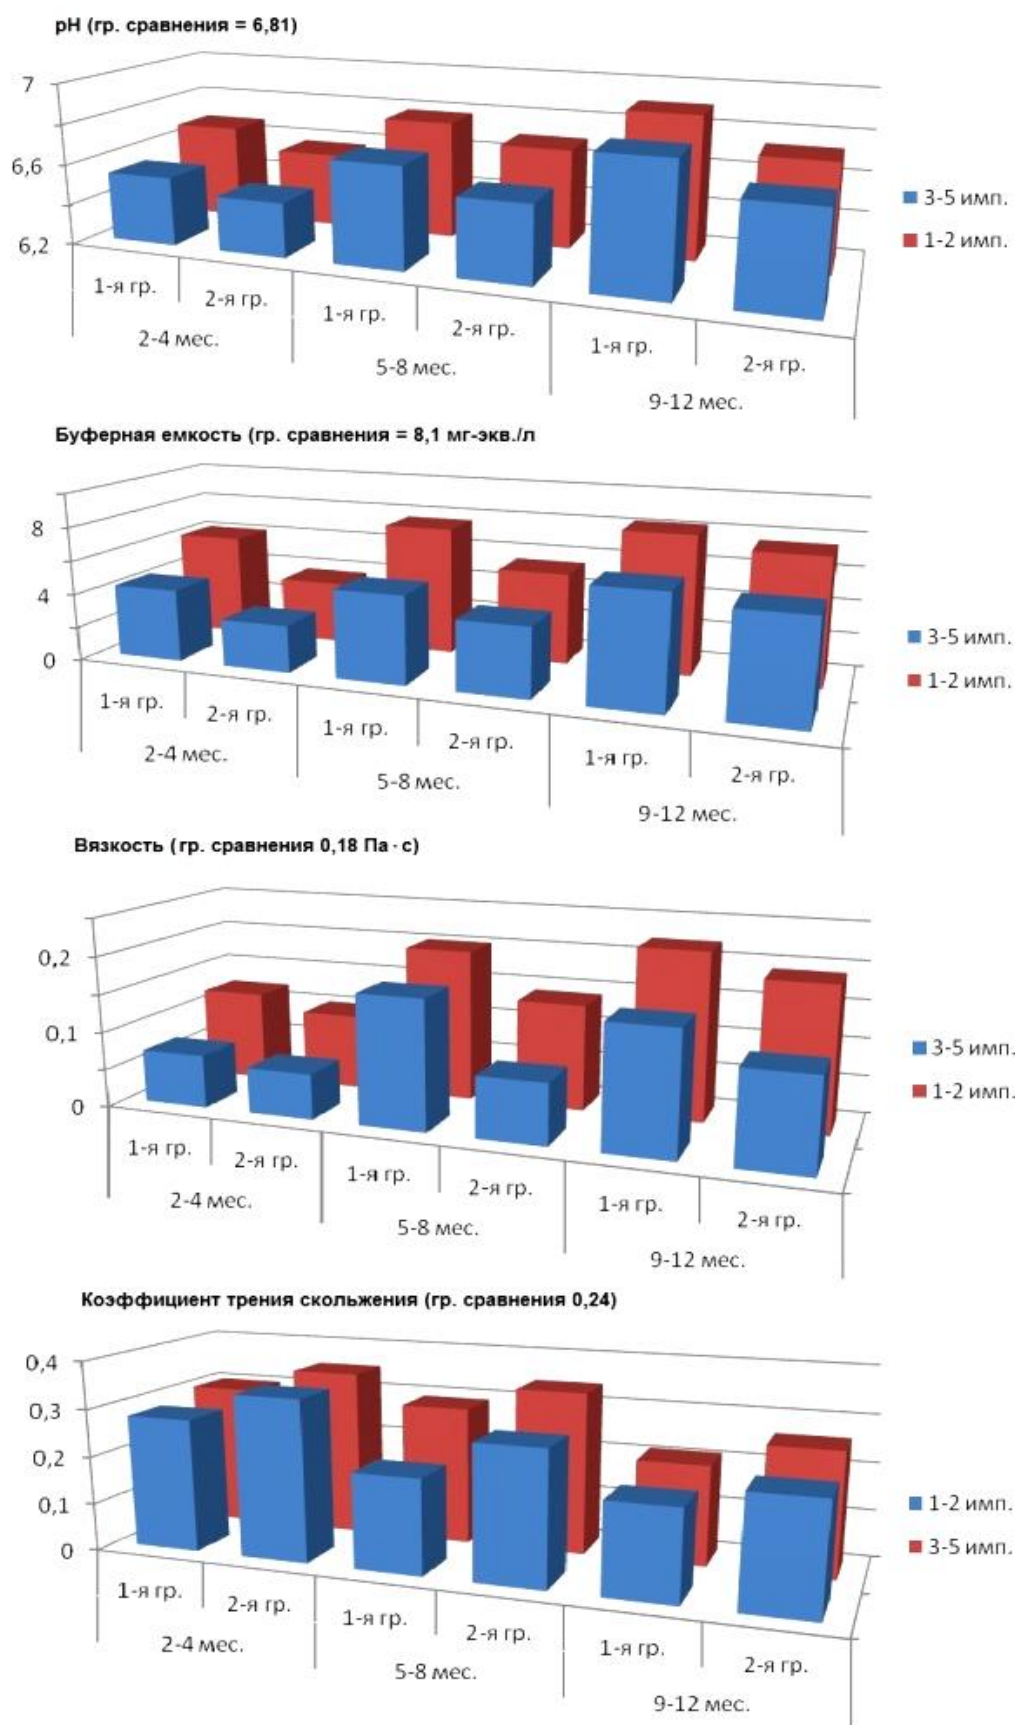 pH (гр. сравнения = 6,81)
7
6,6
6,2
1-я гр.
2-я гр.
1-я гр.
2-я гр.
1-я гр.
2-я гр.
2-4 мес.
5-8 мес.
9-12 мес.
3-5 имп.
1-2 имп.
Буферная емкость (гр. сравнения = 8,1 мг-экв./л
8
4
0
1-я гр.
2-я гр.
1-я гр.
2-я гр.
1-я гр.
2-я гр.
2-4 мес.
5-8 мес.
9-12 мес.
3-5 имп.
1-2 имп.
Вязкость (гр. сравнения 0,18 Па · с)
0,2
0,1
0
1-я гр.
2-я гр.
1-я гр.
2-я гр.
1-я гр.
2-я гр.
2-4 мес.
5-8 мес.
9-12 мес.
3-5 имп.
1-2 имп.
Коэффициент трения скольжения (гр. сравнения 0,24)
0,4
0,3
0,2
0,1
0
1-я гр.
2-я гр.
1-я гр.
2-я гр.
1-я гр.
2-я гр.
2-4 мес.
5-8 мес.
9-12 мес.
1-2 имп.
3-5 имп.